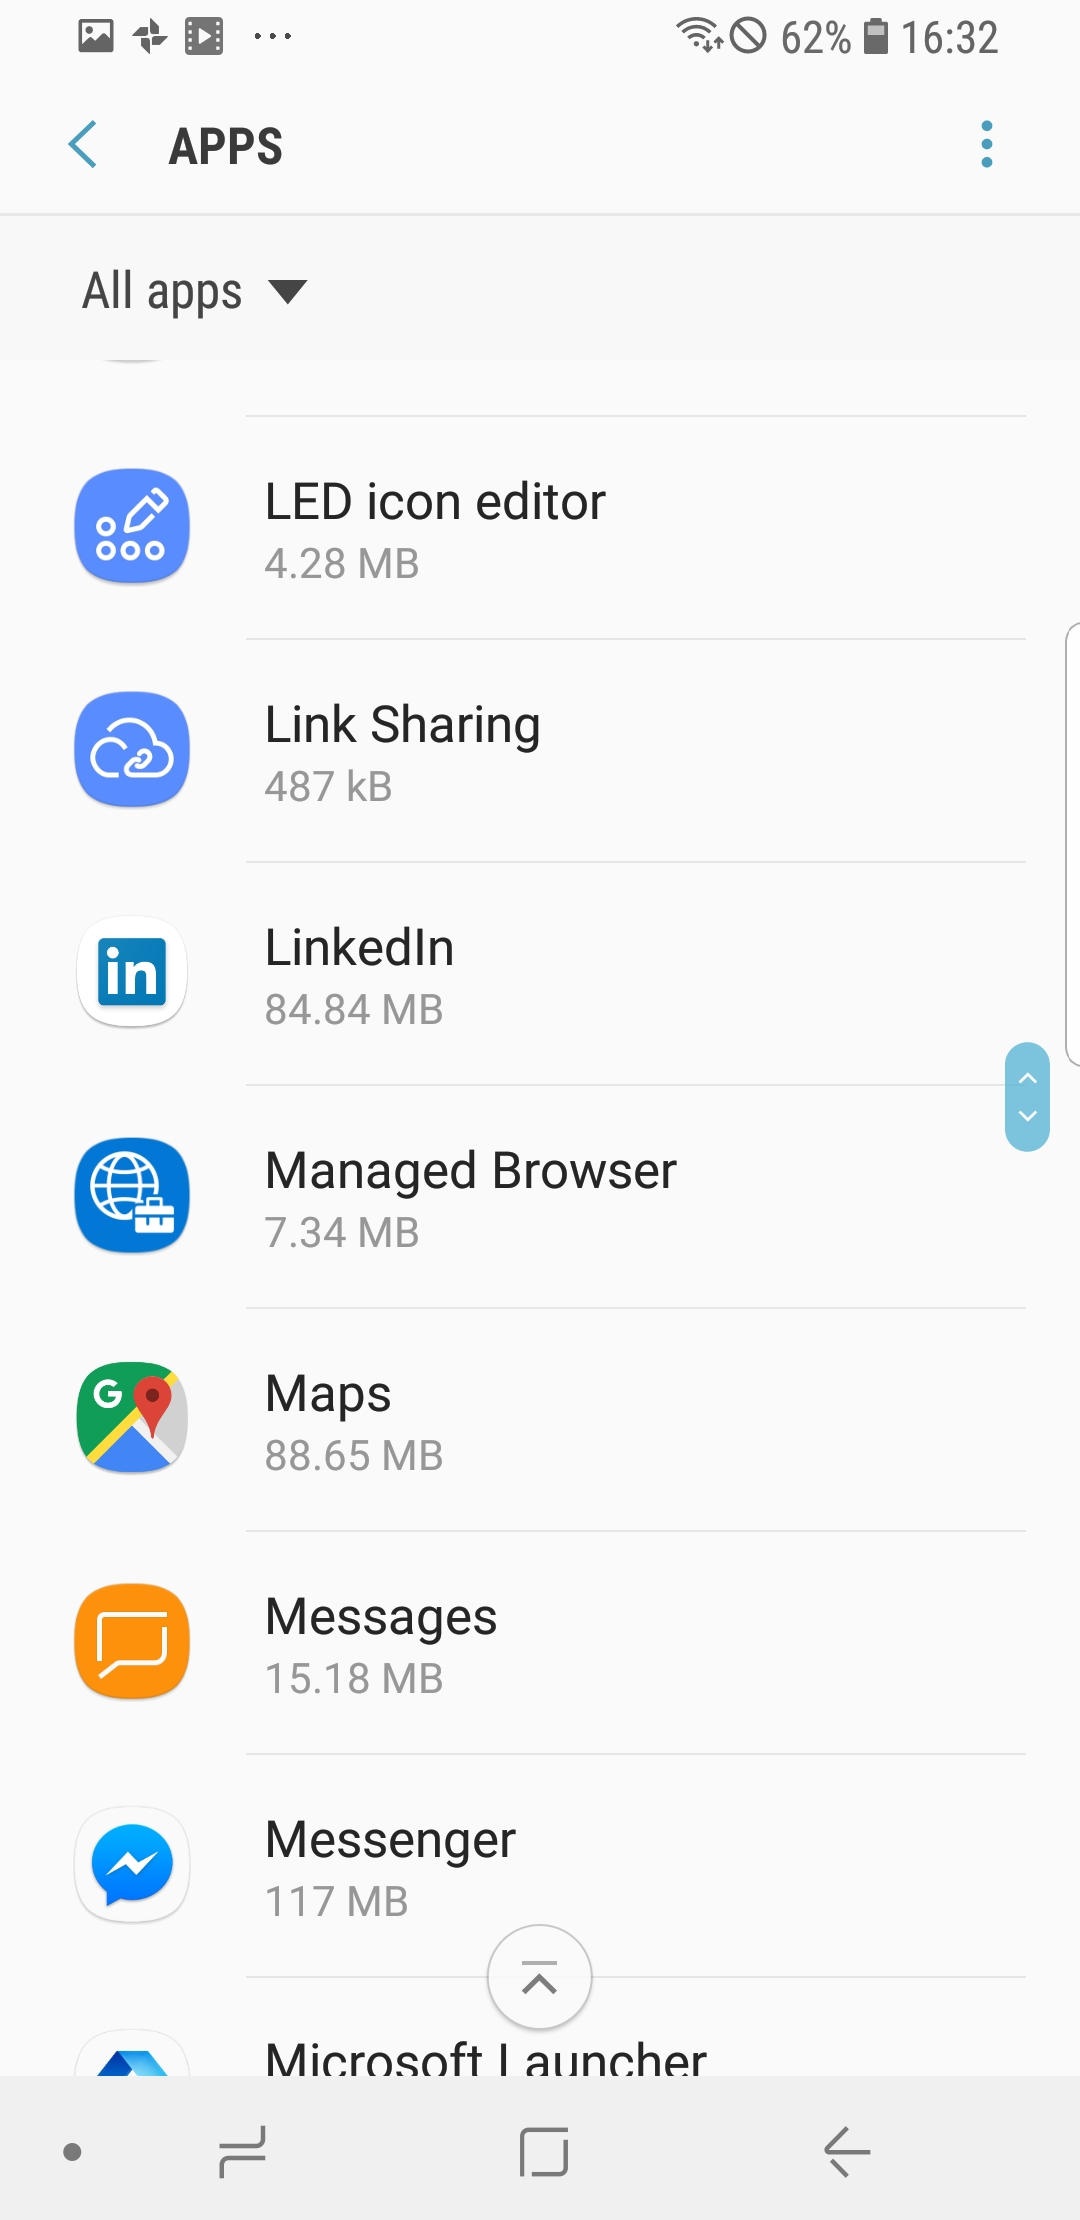 62% 16:32
APPS
All apps
LED icon editor
4.28 MB
Link Sharing
487 kB
in
LinkedIn
84.84 MB
Managed Browser
7.34 MB
G
Maps
88.65 MB
Messages
15.18 MB
Messenger
117 MB
Microsoft Launcher